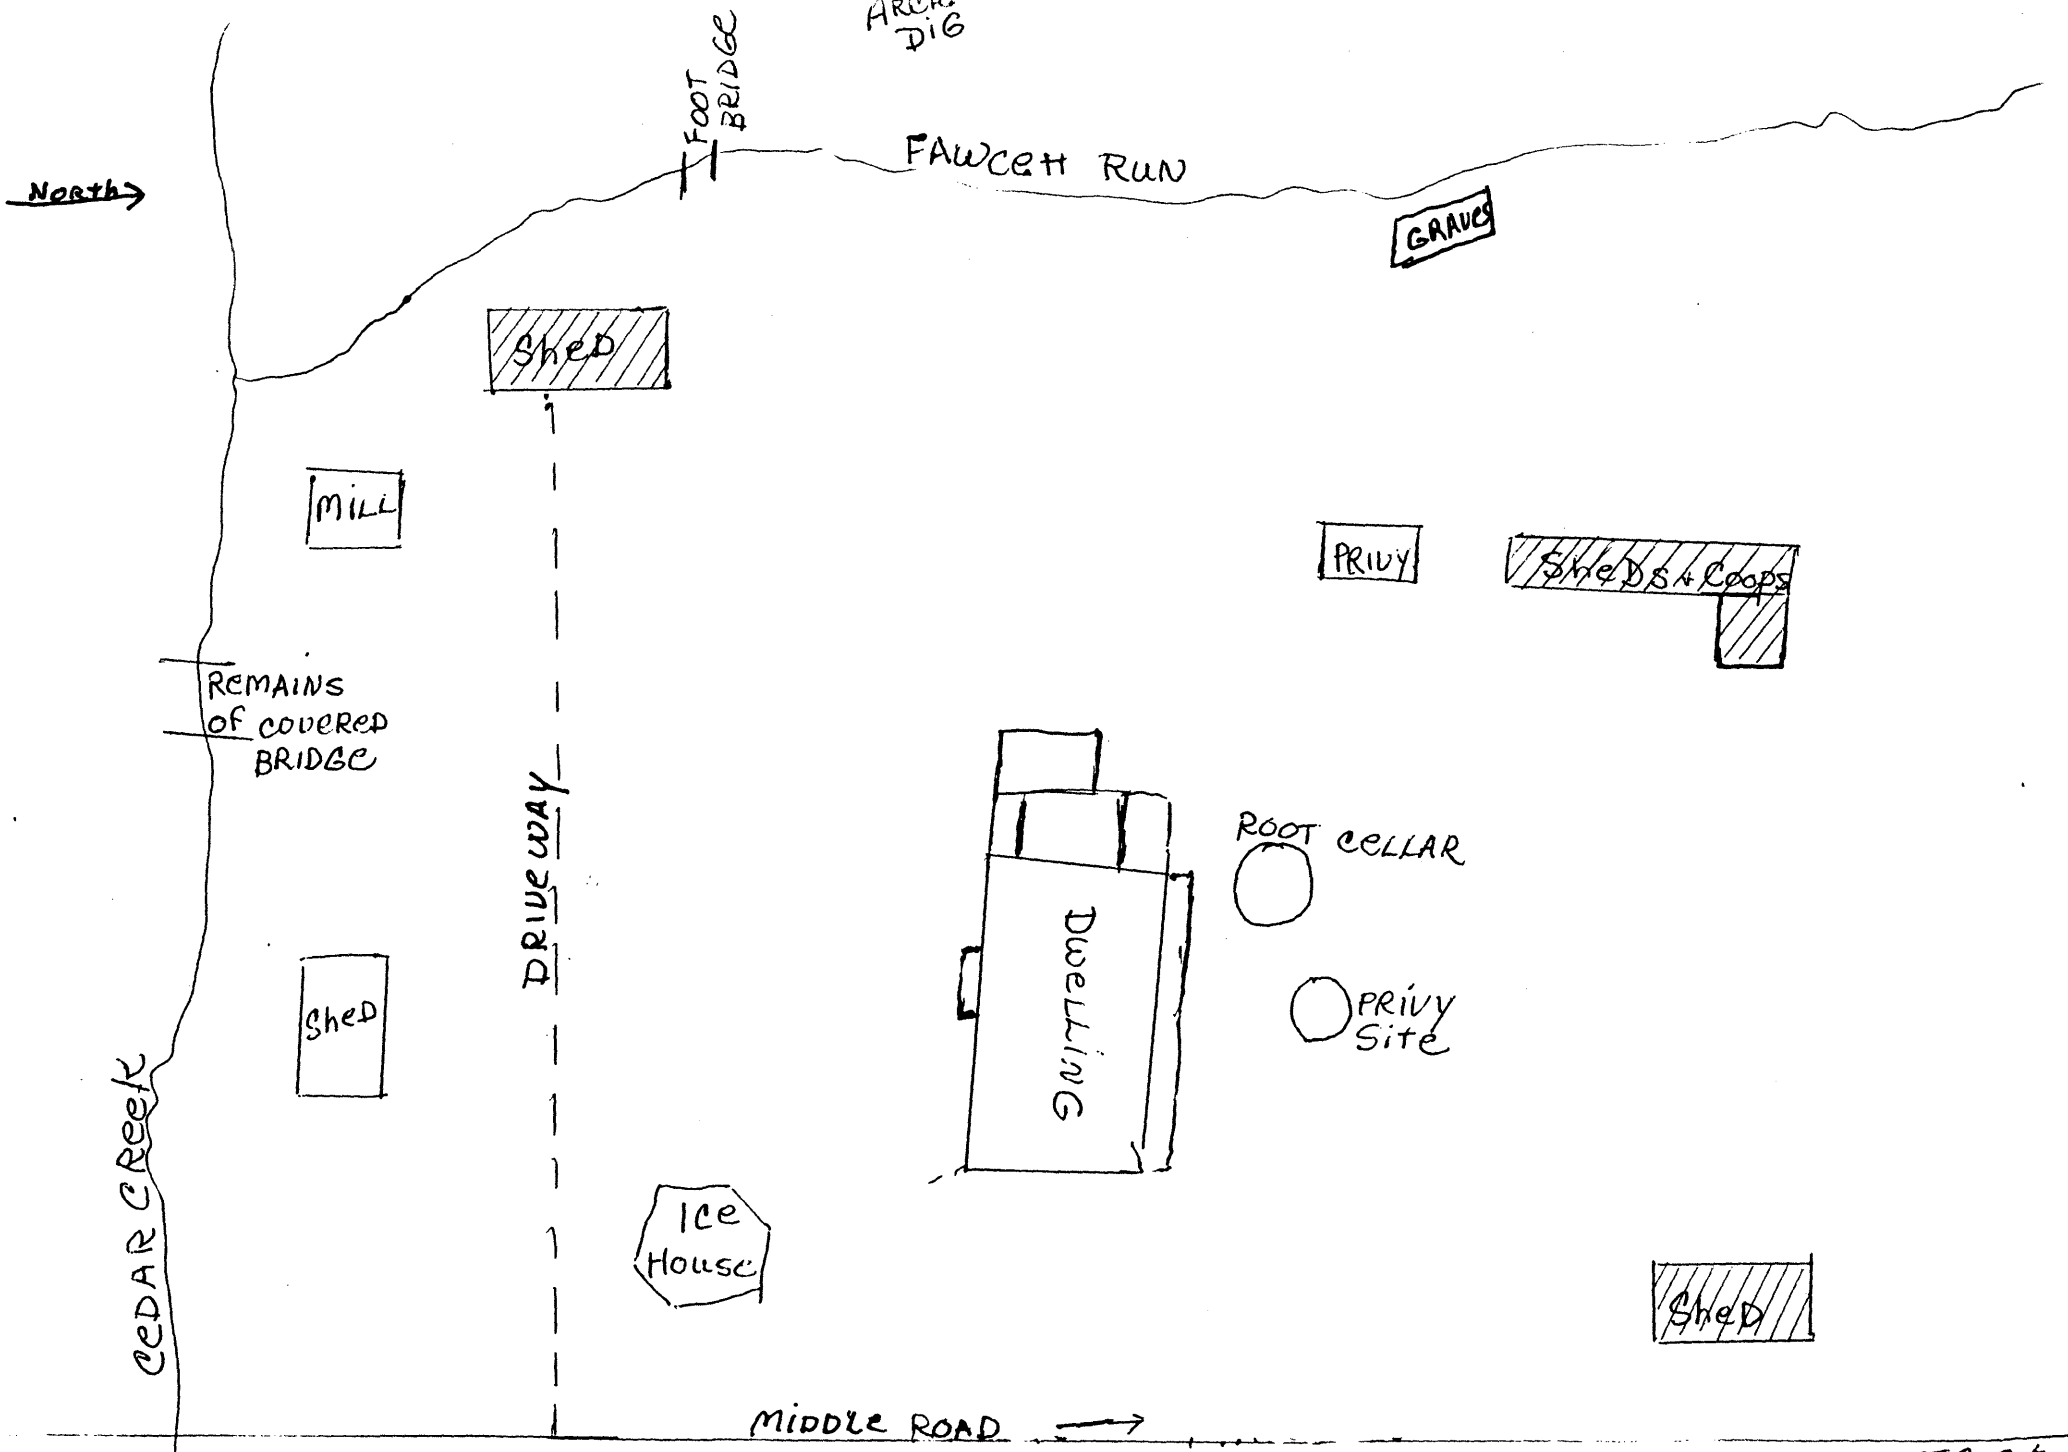 ARCH.
DiG
FOOT
BRIDGE
FAWCett RUN
NORth
GRAVES
SheD
MiLL
PRIVY
SheDs + Coops
REMAiNS
OF COVERED
BRIDGE
DRIVEWAY
ROOT CELLAR
DweLLiNG
PRiVY
Site
SheD
CEDAR CReek
Ice
House
SheD
MiDDLe ROAD